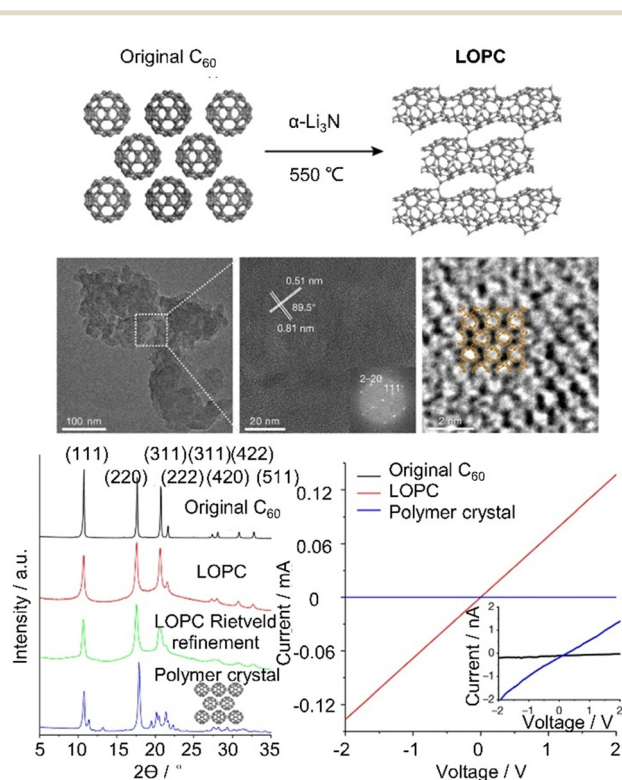 Original C₆₀
LOPC
α-Li₃N
550 ℃
0.51 nm
89.5°
0.81 nm
2-20
111
100 nm
20 nm
2 nm
(111) (311)(311)(422)
(220) (222)(420) (511)
Original C₆₀
LOPC
LOPC Rietveld
refinement
Polymer crystal
Intensity / a.u.
5 10 15 20 25 30 35
2Θ / °
Original C₆₀
LOPC
Polymer crystal
Current / mA
0.12
0.06
0
-0.06
-0.12
-2 -1 0 1 2
Voltage / V
Current / nA
2
1
0
-1
-2
-2 0 2
Voltage / V